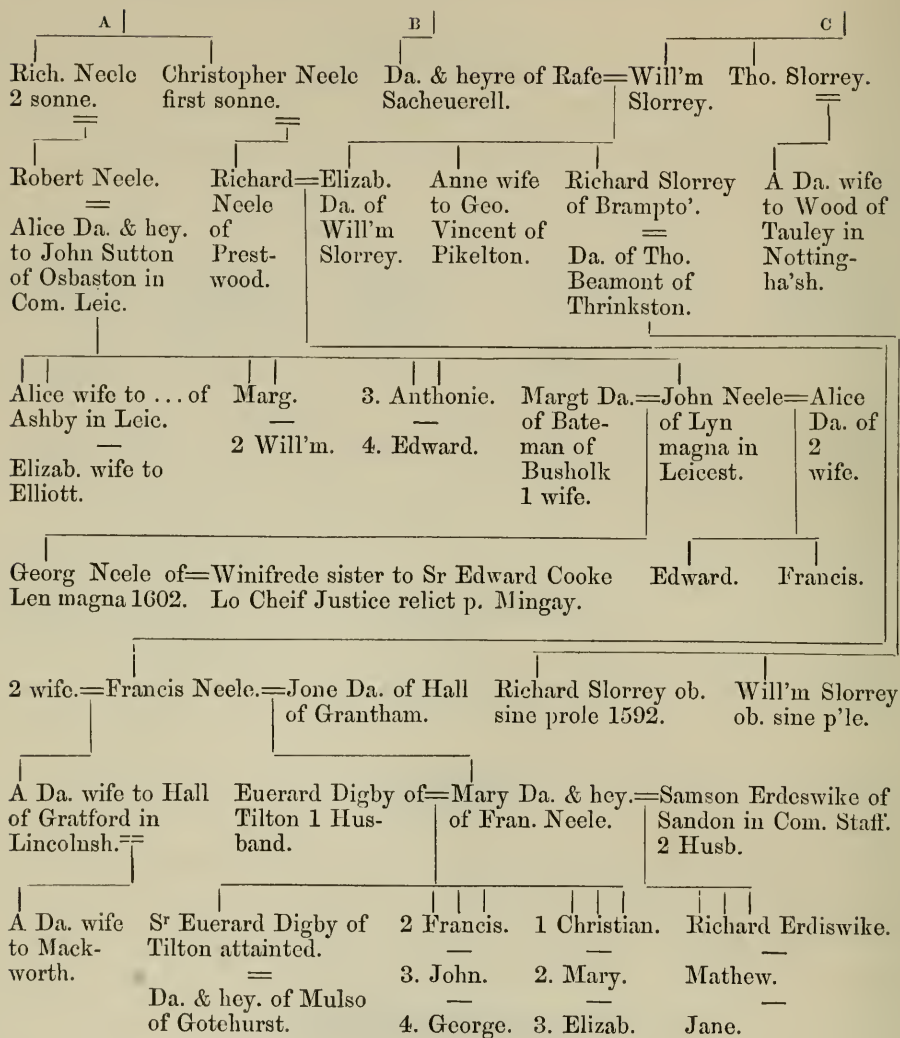 A B C
Rich. Neele Christopher Neele Da. & heyre of Rafe=Will'm Tho. Slorrey.
2 sonne. first sonne. Sacheuerell. Slorrey. =
= =
Robert Neele. Richard=Elizab. Anne wife Richard Slorrey A Da. wife
= Neele Da. of to Geo. of Brampto'. to Wood of
Alice Da. & hey. of Will'm Vincent of = Tauley in
to John Sutton Prest- Slorrey. Pikelton. Da. of Tho. Notting-
of Osbaston in wood. Beamont of ha'sh.
Com. Leic. Thrinkston.
Alice wife to ... of Marg. 3. Anthonie. Margt Da.=John Neele=Alice
Ashby in Leic. — — of Bate- of Lyn Da. of
— 2 Will'm. 4. Edward. man of magna in 2
Elizab. wife to Busholk Leicest. wife.
Elliott. 1 wife.
Georg Neele of=Winifrede sister to Sr Edward Cooke Edward. Francis.
Len magna 1602. Lo Cheif Justice relict p. Mingay.
2 wife.=Francis Neele.=Jone Da. of Hall Richard Slorrey ob. Will'm Slorrey
of Grantham. sine prole 1592. ob. sine p'le.
A Da. wife to Hall Euerard Digby of=Mary Da. & hey.=Samson Erdeswike of
of Gratford in Tilton 1 Hus- of Fran. Neele. Sandon in Com. Staff.
Lincolnsh.= band. 2 Husb.
A Da. wife Sr Euerard Digby of 2 Francis. 1 Christian. Richard Erdiswike.
to Mack- Tilton attainted. — — —
worth. = 3. John. 2. Mary. Mathew.
Da. & hey. of Mulso — — —
of Gotehurst. 4. George. 3. Elizab. Jane.